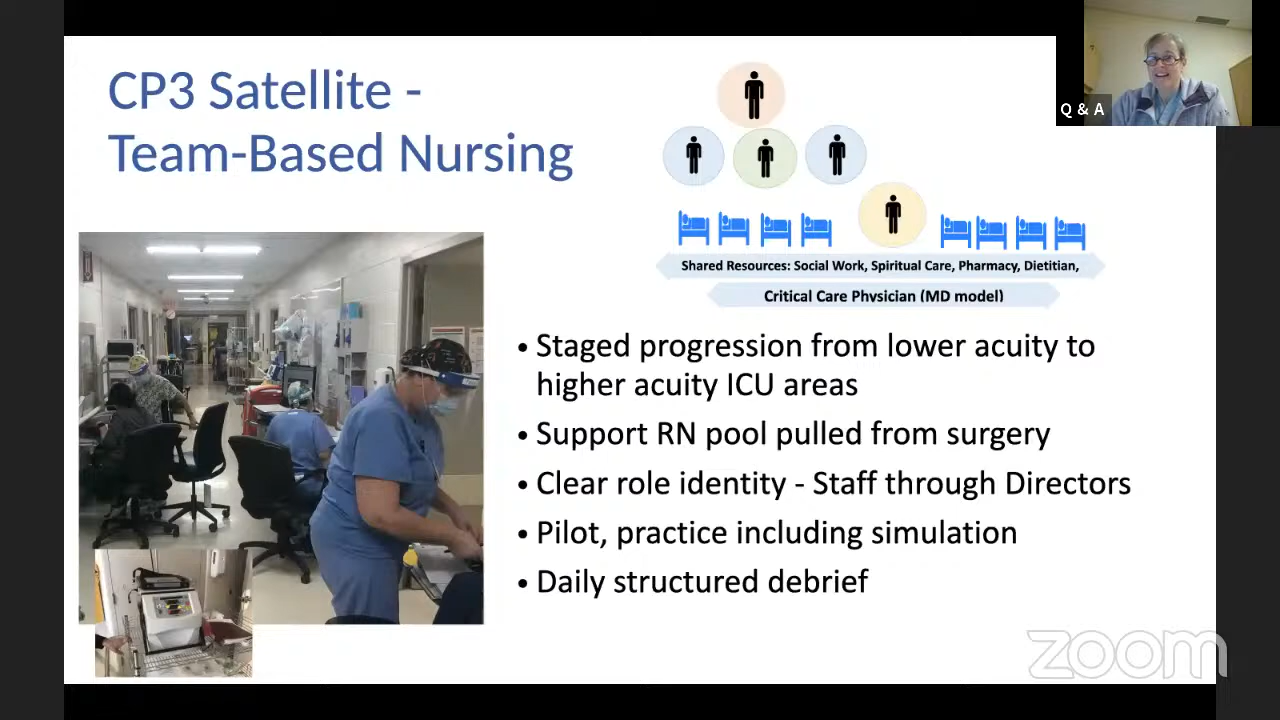 CP3 Satellite -
Team-Based Nursing
Q & A
Shared Resources: Social Work, Spiritual Care, Pharmacy, Dietitian,
Critical Care Physician (MD model)
• Staged progression from lower acuity to
higher acuity ICU areas
• Support RN pool pulled from surgery
• Clear role identity - Staff through Directors
• Pilot, practice including simulation
• Daily structured debrief
zoom